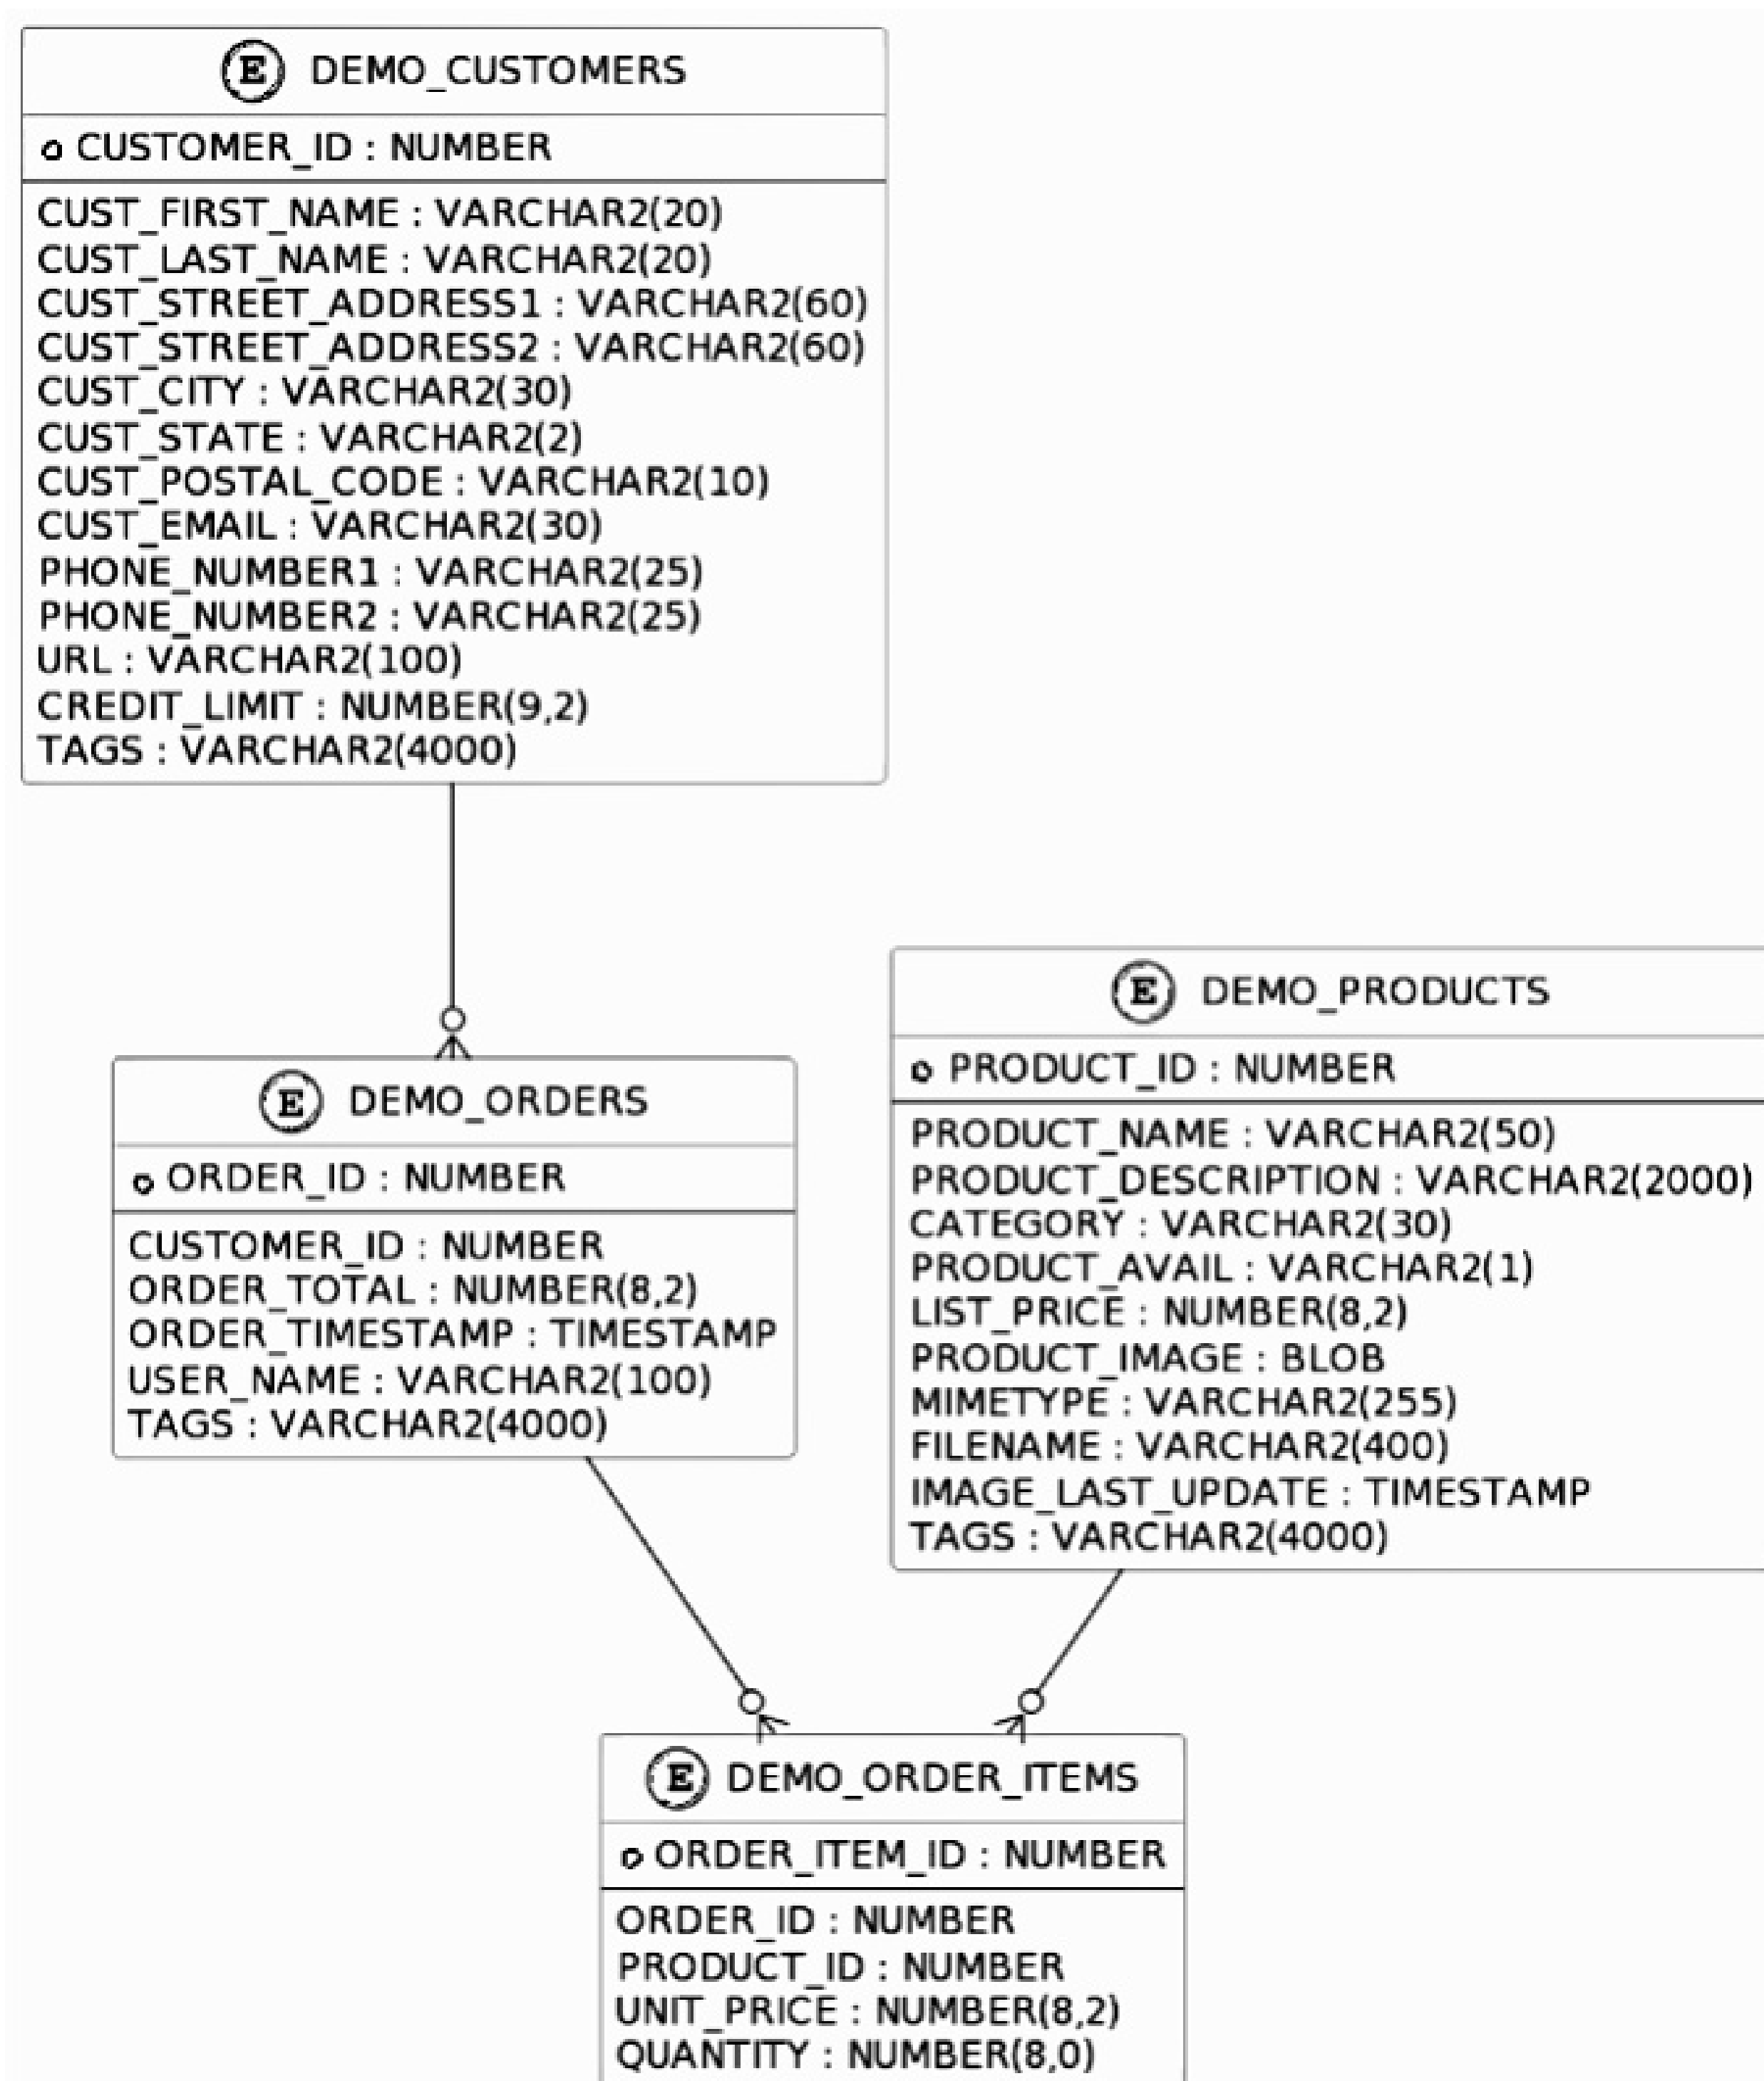 E DEMO_CUSTOMERS
CUSTOMER_ID : NUMBER
CUST_FIRST_NAME : VARCHAR2(20)
CUST_LAST_NAME : VARCHAR2(20)
CUST_STREET_ADDRESS1 : VARCHAR2(60)
CUST_STREET_ADDRESS2 : VARCHAR2(60)
CUST_CITY : VARCHAR2(30)
CUST_STATE : VARCHAR2(2)
CUST_POSTAL_CODE : VARCHAR2(10)
CUST_EMAIL : VARCHAR2(30)
PHONE_NUMBER1 : VARCHAR2(25)
PHONE_NUMBER2 : VARCHAR2(25)
URL : VARCHAR2(100)
CREDIT_LIMIT : NUMBER(9,2)
TAGS : VARCHAR2(4000)
E DEMO_ORDERS
ORDER_ID : NUMBER
CUSTOMER_ID : NUMBER
ORDER_TOTAL : NUMBER(8,2)
ORDER_TIMESTAMP : TIMESTAMP
USER_NAME : VARCHAR2(100)
TAGS : VARCHAR2(4000)
E DEMO_PRODUCTS
PRODUCT_ID : NUMBER
PRODUCT_NAME : VARCHAR2(50)
PRODUCT_DESCRIPTION : VARCHAR2(2000)
CATEGORY : VARCHAR2(30)
PRODUCT_AVAIL : VARCHAR2(1)
LIST_PRICE : NUMBER(8,2)
PRODUCT_IMAGE : BLOB
MIMETYPE : VARCHAR2(255)
FILENAME : VARCHAR2(400)
IMAGE_LAST_UPDATE : TIMESTAMP
TAGS : VARCHAR2(4000)
E DEMO_ORDER_ITEMS
ORDER_ITEM_ID : NUMBER
ORDER_ID : NUMBER
PRODUCT_ID : NUMBER
UNIT_PRICE : NUMBER(8,2)
QUANTITY : NUMBER(8,0)